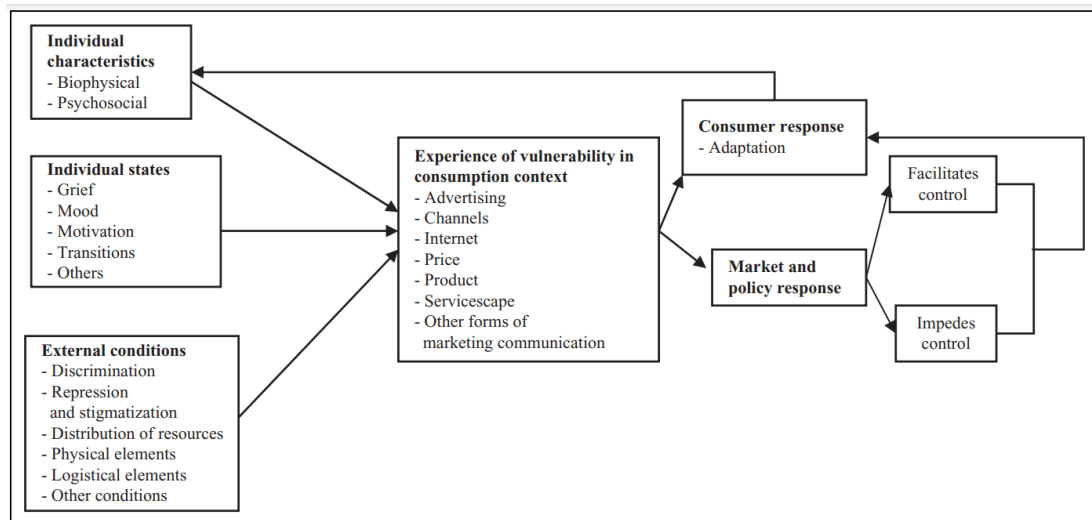 Individual
characteristics
- Biophysical
- Psychosocial
Individual states
- Grief
- Mood
- Motivation
- Transitions
- Others
External conditions
- Discrimination
- Repression
and stigmatization
- Distribution of resources
- Physical elements
- Logistical elements
- Other conditions
Experience of vulnerability in
consumption context
- Advertising
- Channels
- Internet
- Price
- Product
- Servicescape
- Other forms of
marketing communication
Consumer response
- Adaptation
Market and
policy response
Facilitates
control
Impedes
control